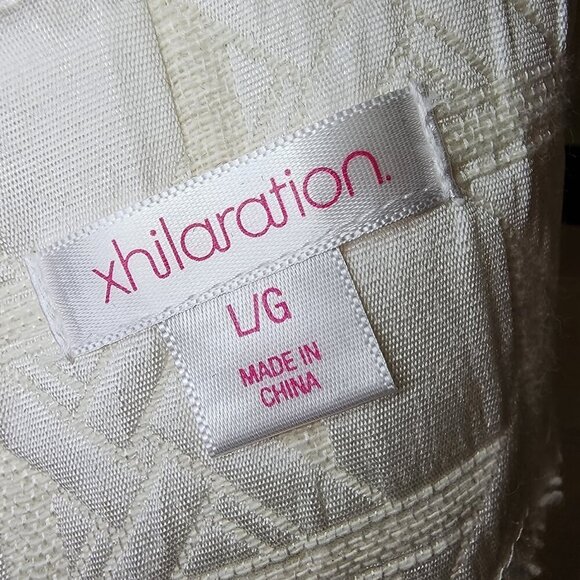 xhilaration.
L/G
MADE IN
CHINA